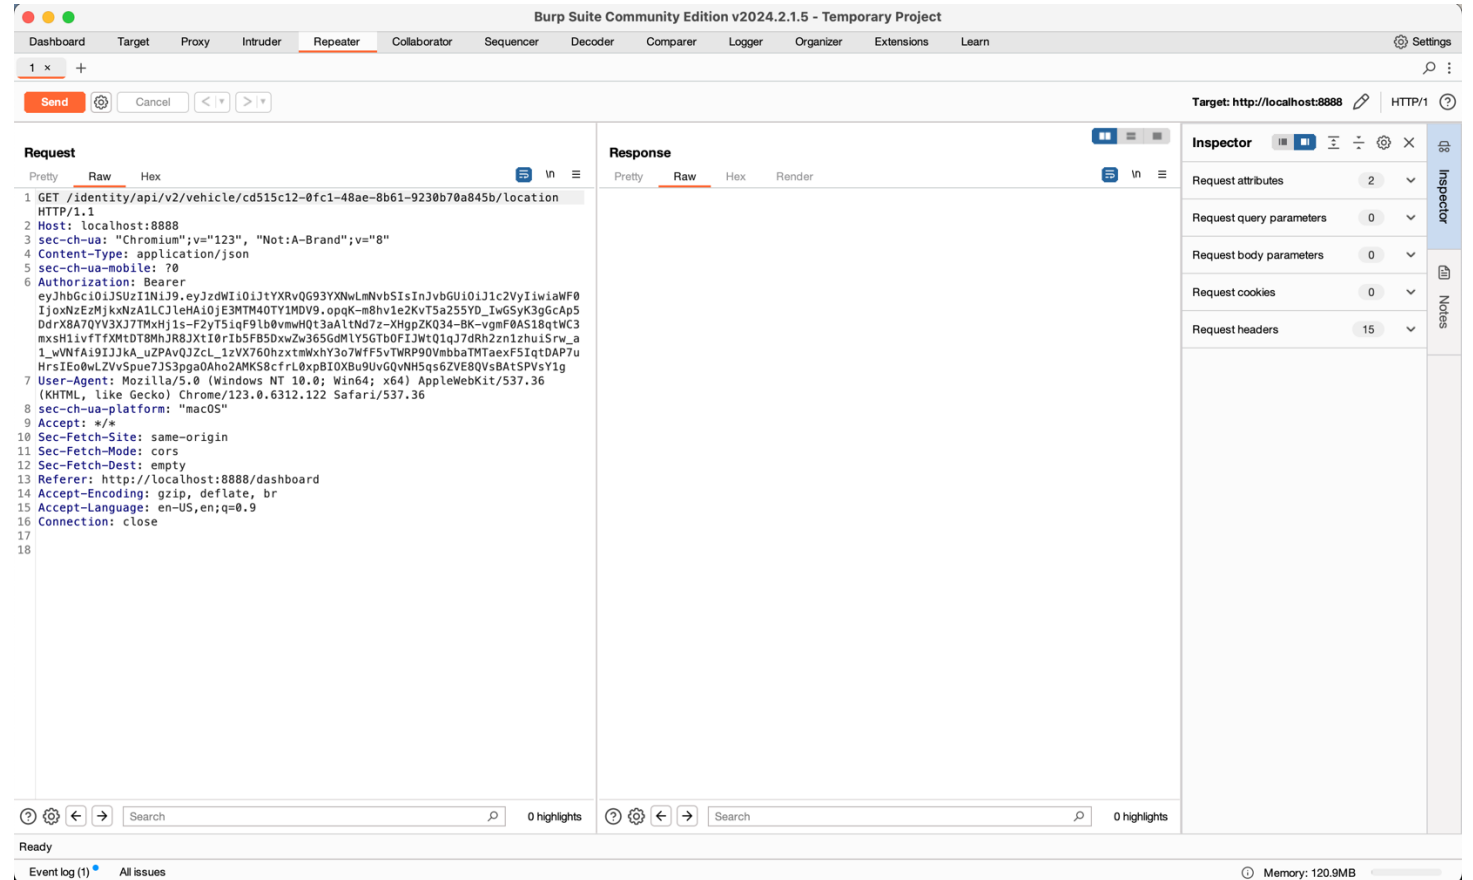 Burp Suite Community Edition v2024.2.1.5 - Temporary Project
Dashboard Target Proxy Intruder Repeater Collaborator Sequencer Decoder Comparer Logger Organizer Extensions Learn Settings
1 × +
Send Cancel < > Target: http://localhost:8888 HTTP/1 ?
Request
Pretty Raw Hex \n
1 GET /identity/api/v2/vehicle/cd515c12-0fc1-48ae-8b61-9230b70a845b/location
HTTP/1.1
2 Host: localhost:8888
3 sec-ch-ua: "Chromium";v="123", "Not:A-Brand";v="8"
4 Content-Type: application/json
5 sec-ch-ua-mobile: ?0
6 Authorization: Bearer
eyJhbGciOiJSUzI1NiJ9.eyJzdWIiOiJtYXRvQG93YXNwLmNvbSIsInJvbGUiOiJ1c2VyIiwiaWF0
IjoxNzEzMjkxNzA1LCJleHAiOjE3MTM4OTY1MDV9.opqK-m8hv1e2KvT5a255YD_IwGSyK3gGcAp5
DdrX8A7QYV3XJ7TMxHj1s-F2yT5iqF9lb0vmwHQt3aAltNd7z-XHgpZKQ34-BK-vgmF0AS18qtWC3
mxsH1ivfTfXMtDT8MhJR8JXtI0rIb5FB5DxwZw365GdMlY5GTbOFIJWtQ1qJ7dRh2zn1zhuiSrw_a
1_wVNfAi9IJJkA_uZPAvQJZcL_1zVX76OhzxtmWxhY3o7WfF5vTWRP9OVmbbaTMTaexF5IqtDAP7u
HrsIEo0wLZVvSpue7JS3pgaOAho2AMKS8cfrL0xpBIOXBu9UvGQvNH5qs6ZVE8QVsBAtSPVsY1g
7 User-Agent: Mozilla/5.0 (Windows NT 10.0; Win64; x64) AppleWebKit/537.36
(KHTML, like Gecko) Chrome/123.0.6312.122 Safari/537.36
8 sec-ch-ua-platform: "macOS"
9 Accept: */*
10 Sec-Fetch-Site: same-origin
11 Sec-Fetch-Mode: cors
12 Sec-Fetch-Dest: empty
13 Referer: http://localhost:8888/dashboard
14 Accept-Encoding: gzip, deflate, br
15 Accept-Language: en-US,en;q=0.9
16 Connection: close
17
18
Search 0 highlights
Response
Pretty Raw Hex Render \n
Search 0 highlights
Inspector
Request attributes 2
Request query parameters 0
Request body parameters 0
Request cookies 0
Request headers 15
Inspector
Notes
Ready
Event log (1) All issues Memory: 120.9MB